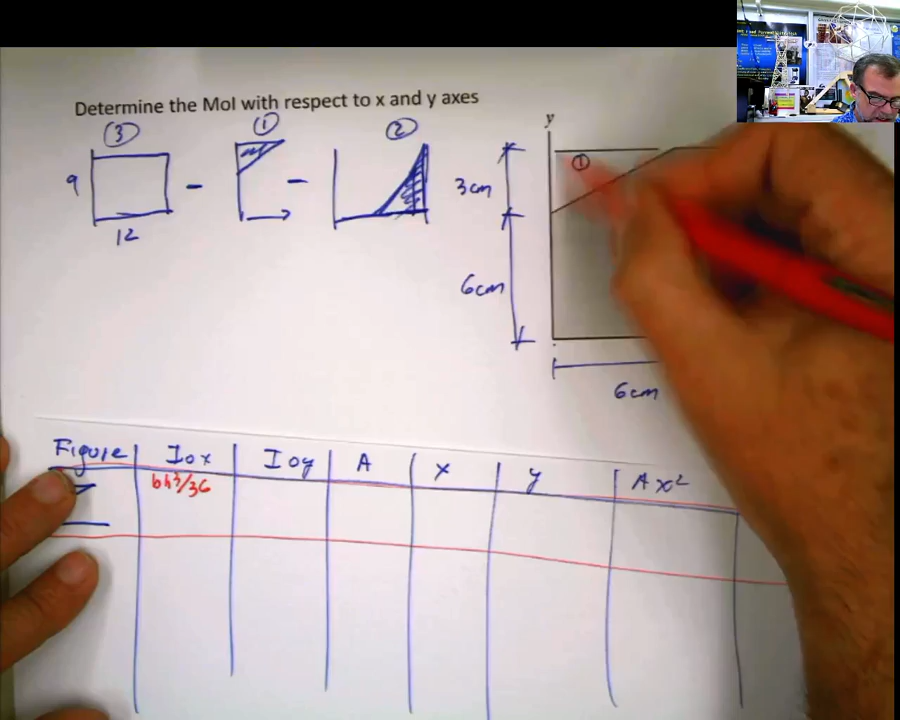 Determine the MoI with respect to x and y axes
③ ① ②
9
12
y
①
3cm
6cm
6cm
Figure Iox Ioy A x y Ax²
bh³/36